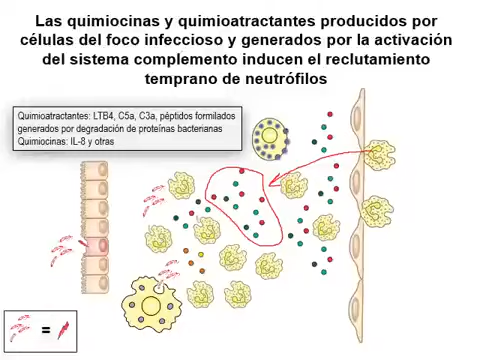 Las quimiocinas y quimioatractantes producidos por
células del foco infeccioso y generados por la activación
del sistema complemento inducen el reclutamiento
temprano de neutrófilos
Quimioatractantes: LTB4, C5a, C3a, péptidos formilados
generados por degradación de proteínas bacterianas
Quimiocinas: IL-8 y otras
=